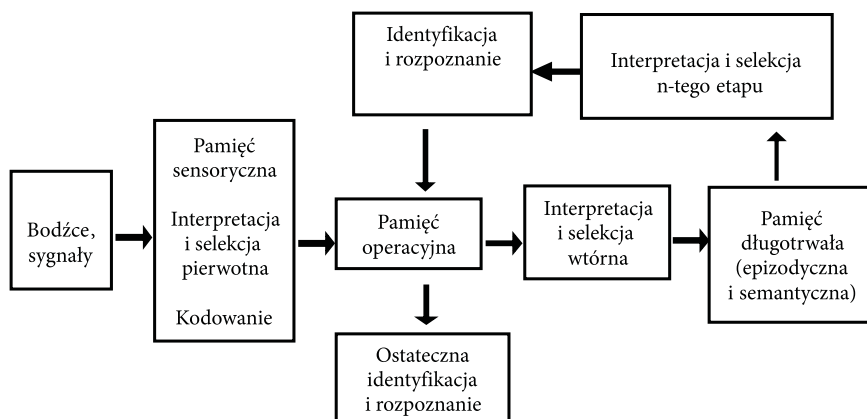 Identyfikacja
i rozpoznanie
Interpretacja i selekcja
n-tego etapu
Bodźce,
sygnały
Pamięć
sensoryczna
Interpretacja
i selekcja
pierwotna
Kodowanie
Pamięć
operacyjna
Interpretacja
i selekcja
wtórna
Pamięć
długotrwała
(epizodyczna
i semantyczna)
Ostateczna
identyfikacja
i rozpoznanie